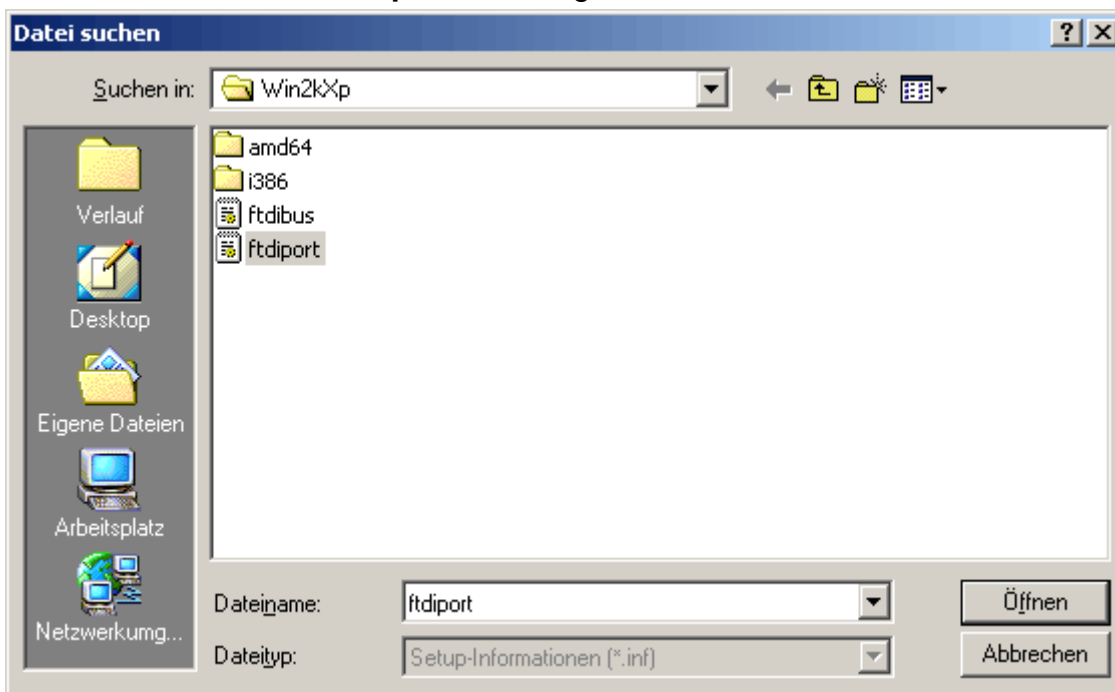 Datei suchen
Suchen in: Win2kXp
amd64
i386
ftdibus
ftdiport
Verlauf
Desktop
Eigene Dateien
Arbeitsplatz
Netzwerkumg...
Dateiname: ftdiport Öffnen
Dateityp: Setup-Informationen (*.inf) Abbrechen